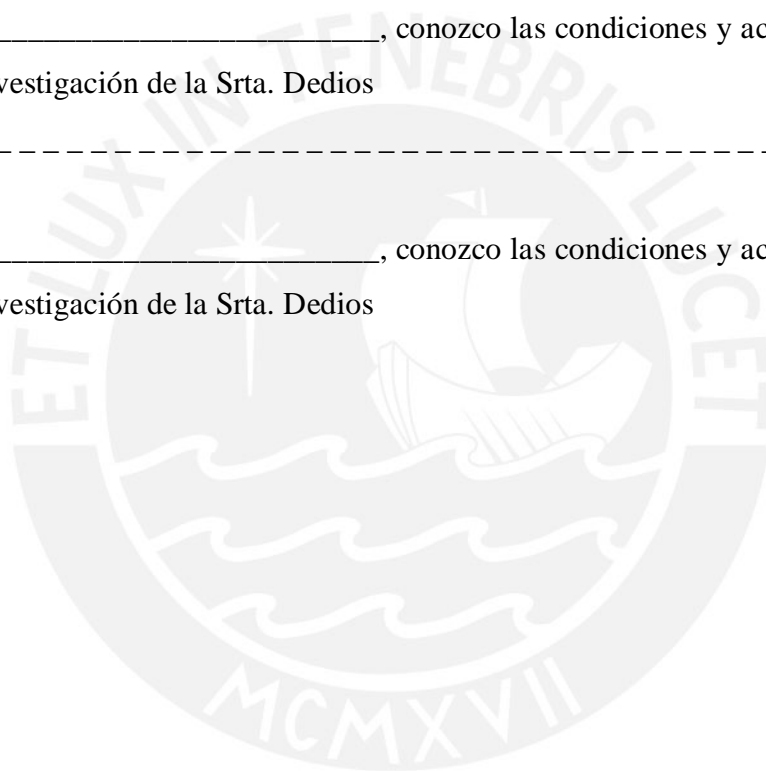 ________________________, conozco las condiciones y ac
vestigación de la Srta. Dedios
_ _ _ _ _ _ _ _ _ _ _ _ _ _ _ _ _ _ _ _ _ _ _ _ _ _ _ _ _ _ _ _
________________________, conozco las condiciones y ac
vestigación de la Srta. Dedios
ET LUX IN TENEBRIS LUCET
MCMXVII